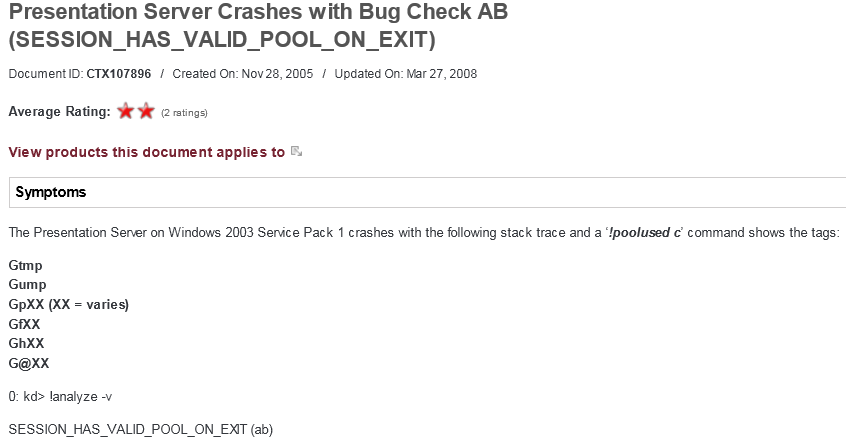 Presentation Server Crashes with Bug Check AB
(SESSION_HAS_VALID_POOL_ON_EXIT)
Document ID: CTX107896 / Created On: Nov 28, 2005 / Updated On: Mar 27, 2008
Average Rating: (2 ratings)
View products this document applies to
Symptoms
The Presentation Server on Windows 2003 Service Pack 1 crashes with the following stack trace and a ‘!poolused c’ command shows the tags:
Gtmp
Gump
GpXX (XX = varies)
GfXX
GhXX
G@XX
0: kd> !analyze -v
SESSION_HAS_VALID_POOL_ON_EXIT (ab)